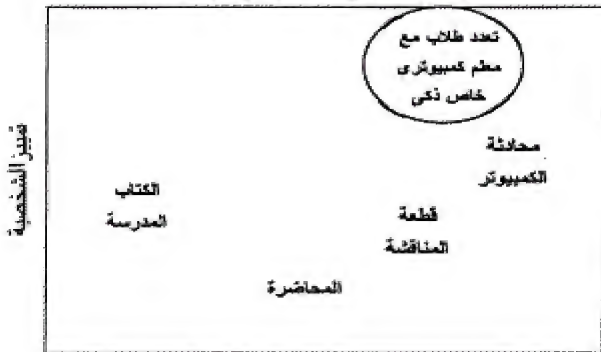 تعدد طلاب مع
معلم كمبيوترى
خاص ذكى
محادثة
الكمبيوتر
الكتاب
المدرسة
قطعة
المناقشة
المحاضرة
تمييز الشخصية